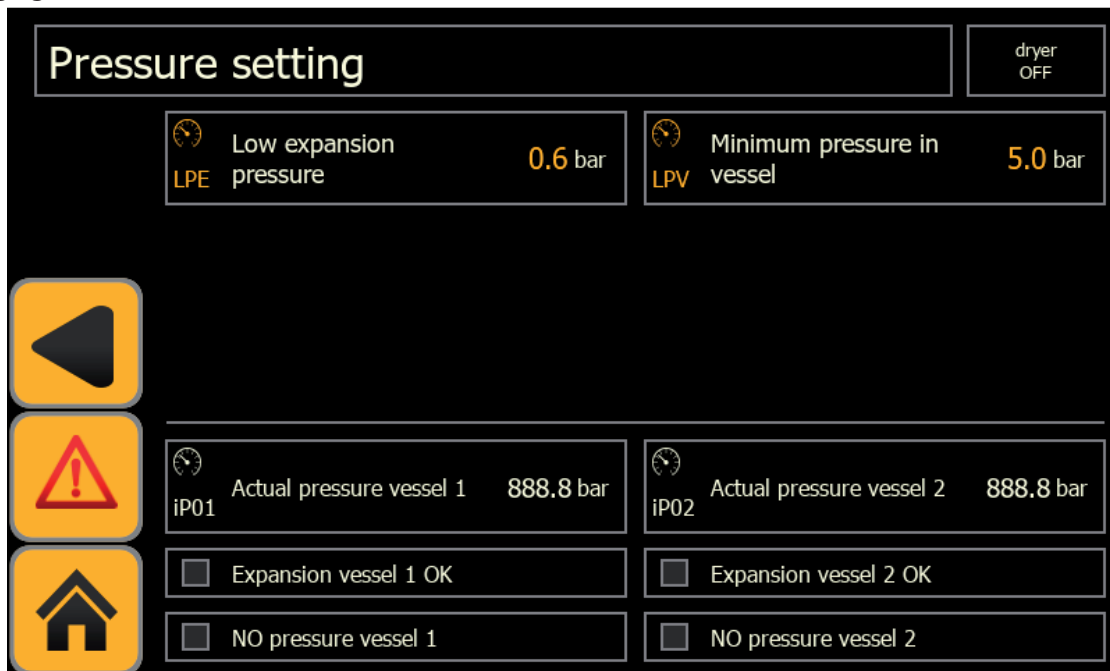 Pressure setting
dryer
OFF
LPE
Low expansion
pressure
0.6 bar
LPV
Minimum pressure in
vessel
5.0 bar
iP01
Actual pressure vessel 1
888.8 bar
iP02
Actual pressure vessel 2
888.8 bar
Expansion vessel 1 OK
Expansion vessel 2 OK
NO pressure vessel 1
NO pressure vessel 2